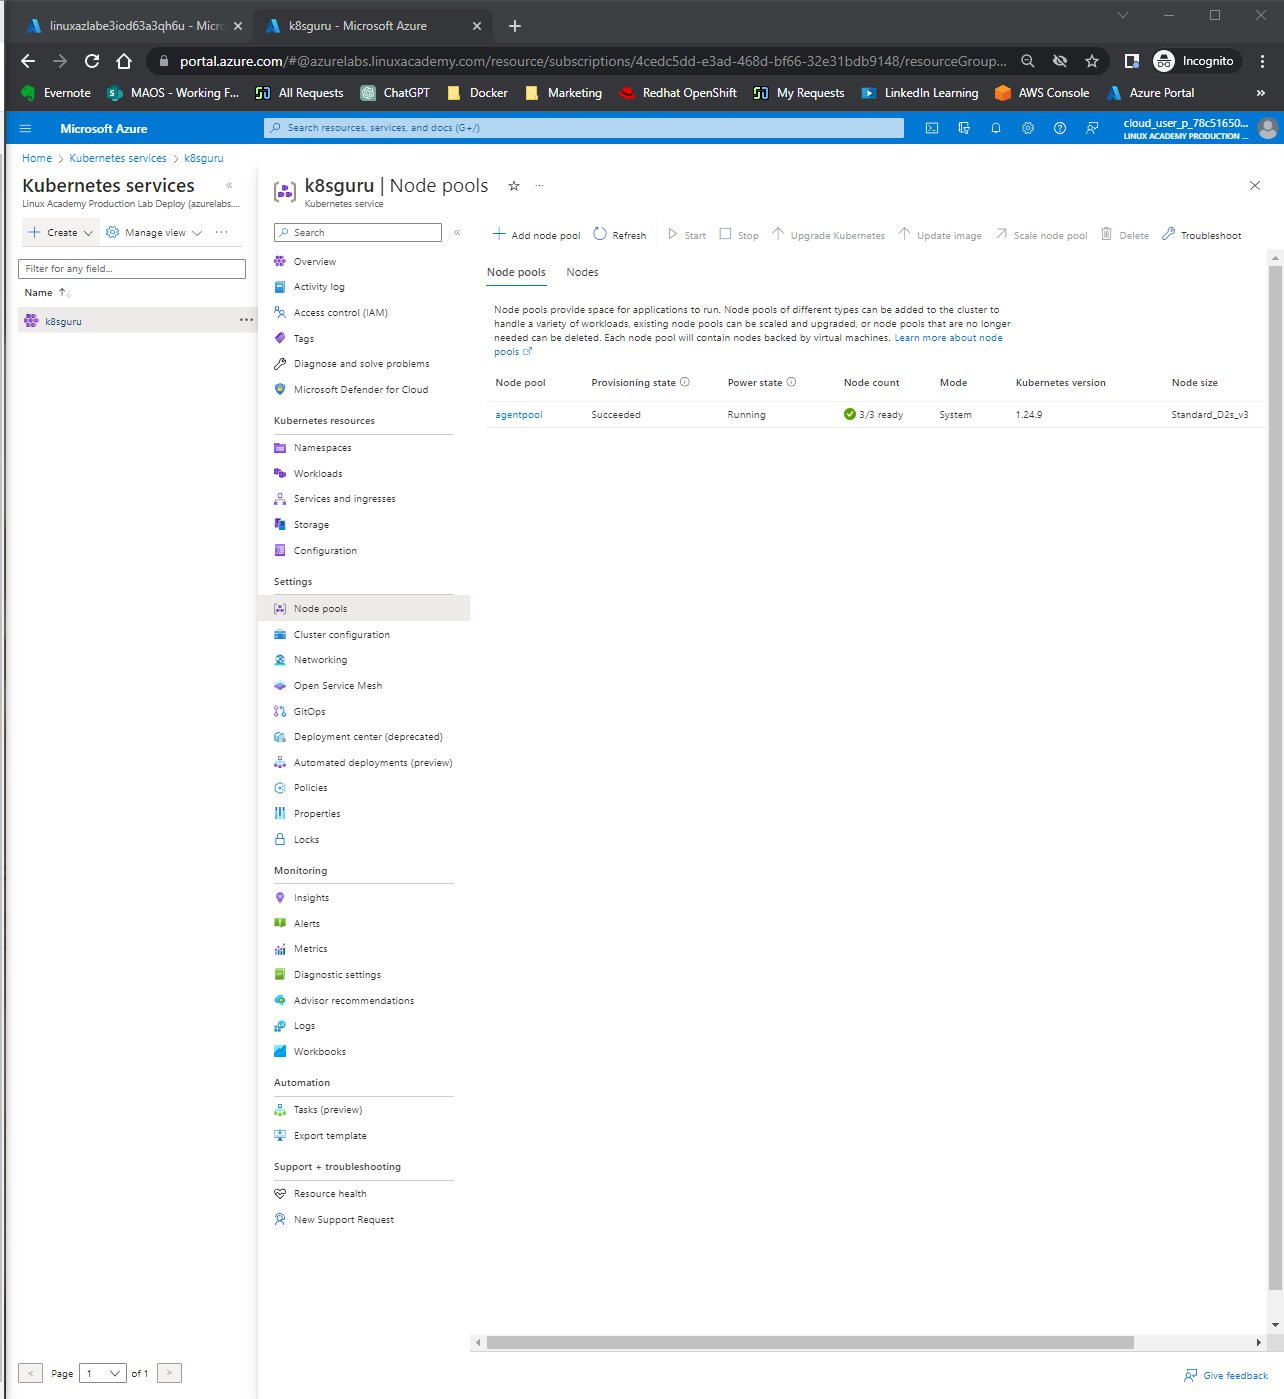 linuxazlabe3iod63a3qh6u - Micro
k8sguru - Microsoft Azure
portal.azure.com/#@azurelabs.linuxacademy.com/resource/subscriptions/4cedc5dd-e3ad-468d-bf66-32e31bdb9148/resourceGroup...
Incognito
Evernote
MAOS - Working F...
All Requests
ChatGPT
Docker
Marketing
Redhat OpenShift
My Requests
LinkedIn Learning
AWS Console
Azure Portal
»
Microsoft Azure
Search resources, services, and docs (G+/)
cloud_user_p_78c51650...
LINUX ACADEMY PRODUCTION ...
Home > Kubernetes services > k8sguru
Kubernetes services
«
Linux Academy Production Lab Deploy (azurelabs....
Create
Manage view
...
Filter for any field...
Name
k8sguru
...
k8sguru | Node pools
...
Kubernetes service
Search
«
Overview
Activity log
Access control (IAM)
Tags
Diagnose and solve problems
Microsoft Defender for Cloud
Kubernetes resources
Namespaces
Workloads
Services and ingresses
Storage
Configuration
Settings
Node pools
Cluster configuration
Networking
Open Service Mesh
GitOps
Deployment center (deprecated)
Automated deployments (preview)
Policies
Properties
Locks
Monitoring
Insights
Alerts
Metrics
Diagnostic settings
Advisor recommendations
Logs
Workbooks
Automation
Tasks (preview)
Export template
Support + troubleshooting
Resource health
New Support Request
Add node pool
Refresh
Start
Stop
Upgrade Kubernetes
Update image
Scale node pool
Delete
Troubleshoot
Node pools
Nodes
Node pools provide space for applications to run. Node pools of different types can be added to the cluster to
handle a variety of workloads, existing node pools can be scaled and upgraded, or node pools that are no longer
needed can be deleted. Each node pool will contain nodes backed by virtual machines. Learn more about node
pools
Node pool
Provisioning state
Power state
Node count
Mode
Kubernetes version
Node size
agentpool
Succeeded
Running
3/3 ready
System
1.24.9
Standard_D2s_v3
< Page 1 of 1 >
Give feedback